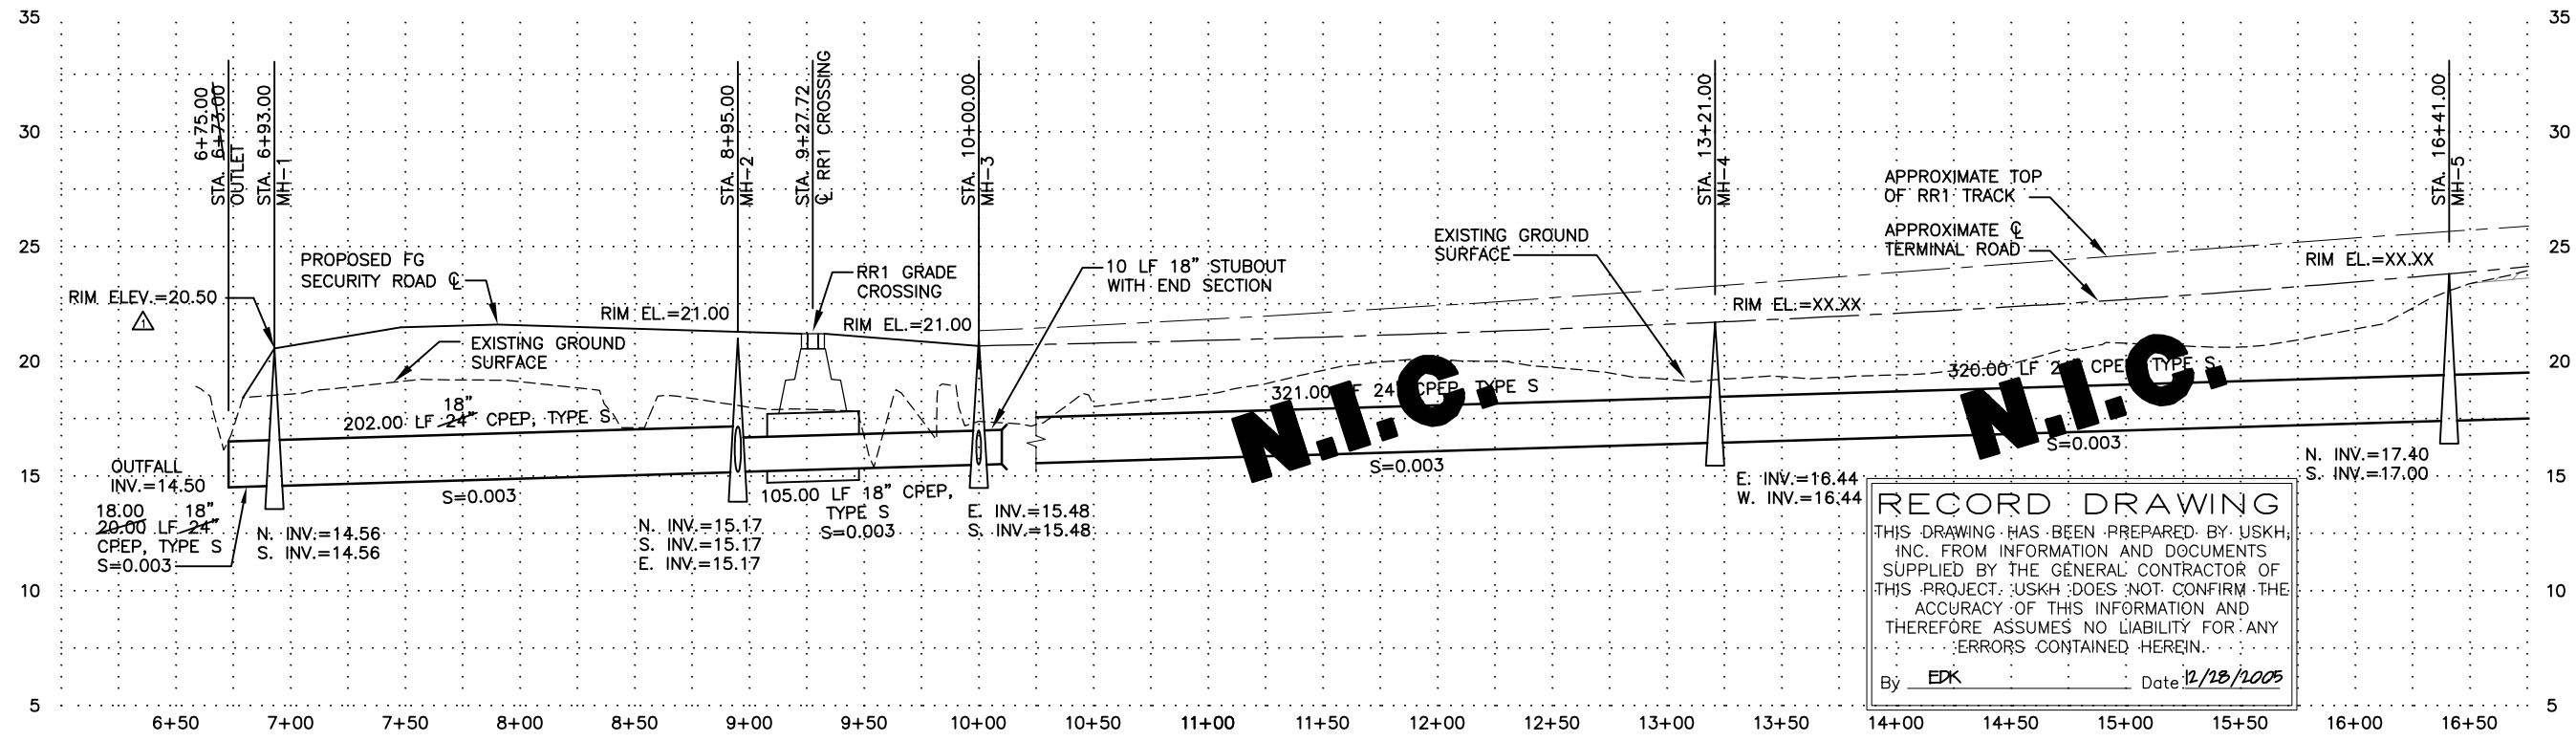 35
35
30
30
25
25
20
20
15
15
10
10
5
5
6+75.00
STA. 6+73.00
OUTLET
STA. 6+93.00
MH-1
STA. 8+95.00
MH-2
STA. 9+27.72
℄ RR1 CROSSING
STA. 10+00.00
MH-3
STA. 13+21.00
MH-4
STA. 16+41.00
MH-5
RIM ELEV.=20.50
1
PROPOSED FG
SECURITY ROAD ℄
EXISTING GROUND
SURFACE
RIM EL.=21.00
RR1 GRADE
CROSSING
RIM EL.=21.00
10 LF 18" STUBOUT
WITH END SECTION
EXISTING GROUND
SURFACE
APPROXIMATE TOP
OF RR1 TRACK
APPROXIMATE ℄
TERMINAL ROAD
RIM EL.=XX.XX
RIM EL.=XX.XX
18"
202.00 LF 24" CPEP, TYPE S
321.00 LF 24" CPEP, TYPE S
320.00 LF 24" CPEP, TYPE S
N.I.C.
N.I.C.
OUTFALL
INV.=14.50
18.00 18"
20.00 LF 24"
CPEP, TYPE S
S=0.003
N. INV.=14.56
S. INV.=14.56
S=0.003
N. INV.=15.17
S. INV.=15.17
E. INV.=15.17
105.00 LF 18" CPEP,
TYPE S
S=0.003
E. INV.=15.48
S. INV.=15.48
S=0.003
E. INV.=16.44
W. INV.=16.44
S=0.003
N. INV.=17.40
S. INV.=17.00
RECORD DRAWING
THIS DRAWING HAS BEEN PREPARED BY USKH,
INC. FROM INFORMATION AND DOCUMENTS
SUPPLIED BY THE GENERAL CONTRACTOR OF
THIS PROJECT. USKH DOES NOT CONFIRM THE
ACCURACY OF THIS INFORMATION AND
THEREFORE ASSUMES NO LIABILITY FOR ANY
ERRORS CONTAINED HEREIN.
By EDK Date 12/28/2005
6+50 7+00 7+50 8+00 8+50 9+00 9+50 10+00 10+50 11+00 11+50 12+00 12+50 13+00 13+50 14+00 14+50 15+00 15+50 16+00 16+50